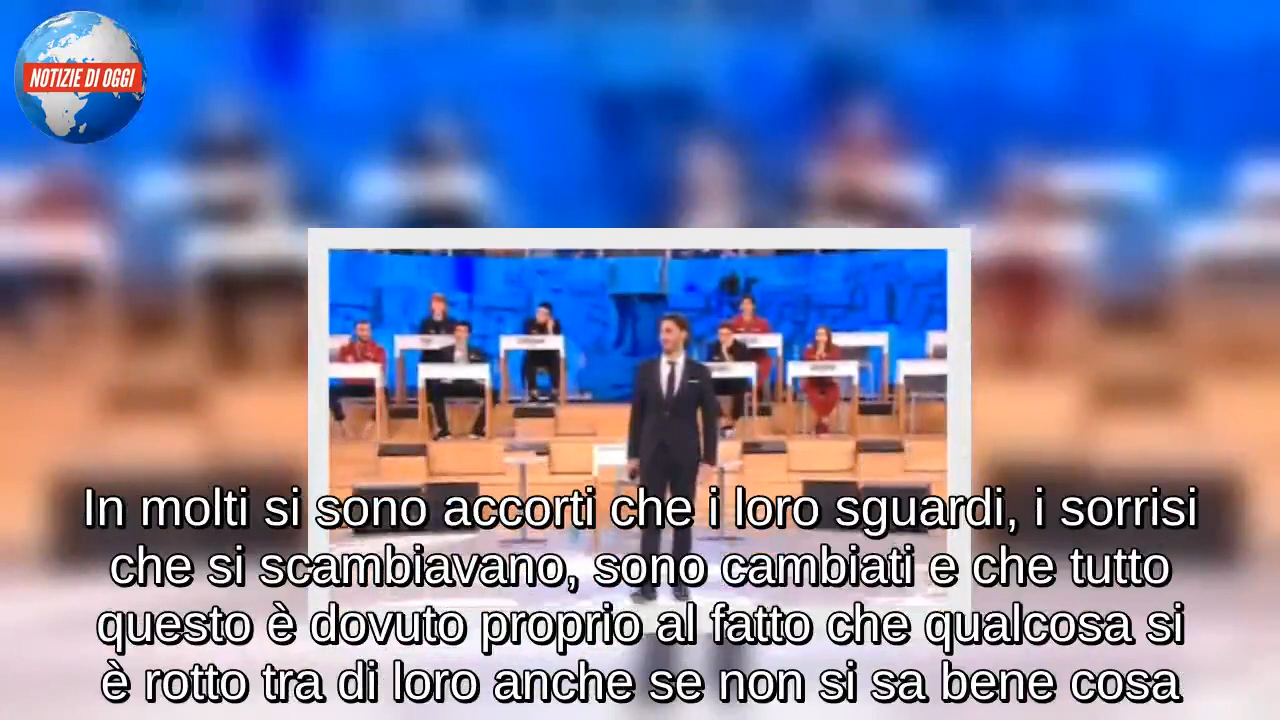 NOTIZIE DI OGGI
In molti si sono accorti che i loro sguardi, i sorrisi
che si scambiavano, sono cambiati e che tutto
questo è dovuto proprio al fatto che qualcosa si
è rotto tra di loro anche se non si sa bene cosa